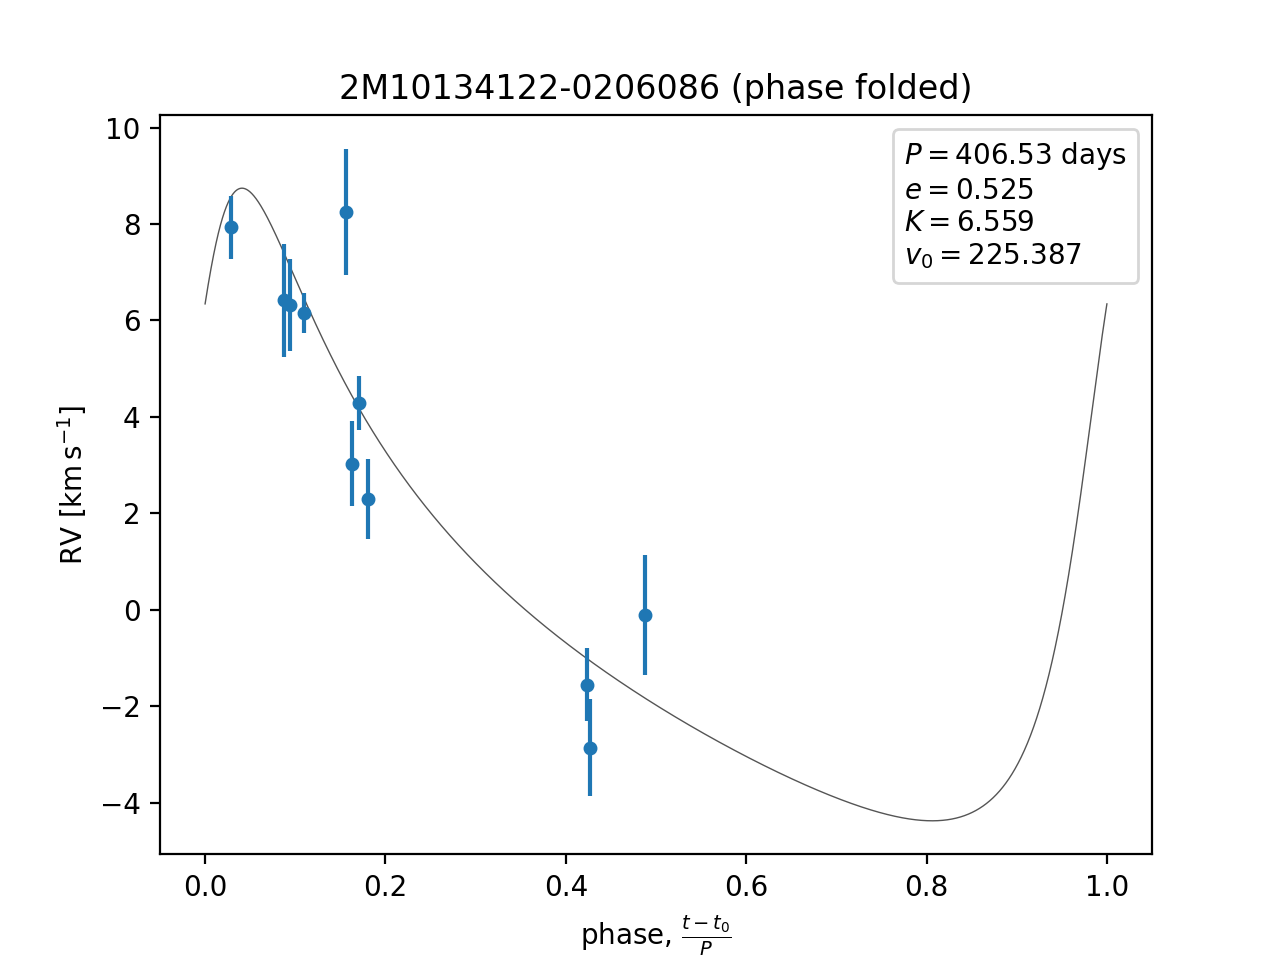 2M10134122-0206086 (phase folded)
P = 406.53 days
e = 0.525
K = 6.559
v₀ = 225.387
RV [km s⁻¹]
10
8
6
4
2
0
−2
−4
0.0 0.2 0.4 0.6 0.8 1.0
phase, (t − t₀)/P